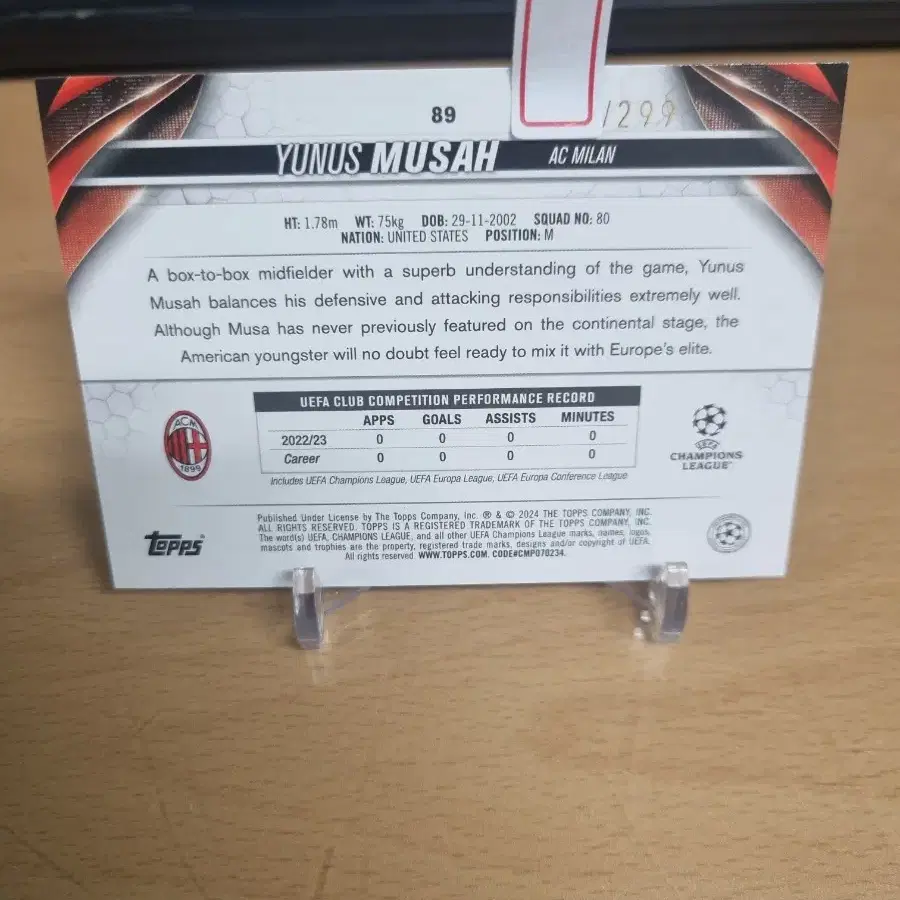 89
/299
YUNUS MUSAH AC MILAN
HT: 1.78m WT: 75kg DOB: 29-11-2002 SQUAD NO: 80
NATION: UNITED STATES POSITION: M
A box-to-box midfielder with a superb understanding of the game, Yunus
Musah balances his defensive and attacking responsibilities extremely well.
Although Musa has never previously featured on the continental stage, the
American youngster will no doubt feel ready to mix it with Europe's elite.
UEFA CLUB COMPETITION PERFORMANCE RECORD
APPS GOALS ASSISTS MINUTES
2022/23 0 0 0 0
Career 0 0 0 0
Includes UEFA Champions League, UEFA Europa League, UEFA Europa Conference League
ACM
1899
UEFA
CHAMPIONS
LEAGUE
Topps
Published Under License by The Topps Company, Inc. ® & © 2024 THE TOPPS COMPANY, INC.
ALL RIGHTS RESERVED. TOPPS IS A REGISTERED TRADEMARK OF THE TOPPS COMPANY, INC.
The word(s) UEFA, CHAMPIONS LEAGUE, and all other UEFA Champions League marks, names, logos,
mascots and trophies are the property, registered trade marks, designs and/or copyright of UEFA.
All rights reserved. WWW.TOPPS.COM. CODE#CMP070234.